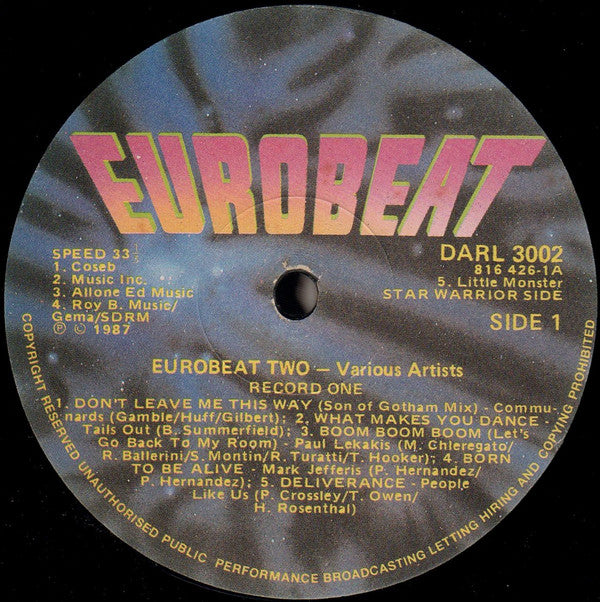 EUROBEAT
SPEED 33⅓
1. Coseb
2. Music Inc.
3. Allone Ed Music
4. Roy B. Music/
Gema/SDRM
℗ © 1987
DARL 3002
816 426-1A
5. Little Monster
STAR WARRIOR SIDE
SIDE 1
EUROBEAT TWO – Various Artists
RECORD ONE
1. DON'T LEAVE ME THIS WAY (Son of Gotham Mix) - Commu-
nards (Gamble/Huff/Gilbert); 2. WHAT MAKES YOU DANCE -
Tails Out (B. Summerfield); 3. BOOM BOOM BOOM (Let's
Go Back To My Room) - Paul Lekakis (M. Chleregato/
R. Ballerini/S. Montin/R. Turatti/T. Hooker); 4. BORN
TO BE ALIVE - Mark Jefferis (P. Hernandez/
P. Hernandez); 5. DELIVERANCE - People
Like Us (P. Crossley/T. Owen/
H. Rosenthal)
COPYRIGHT RESERVED UNAUTHORISED PUBLIC PERFORMANCE BROADCASTING LETTING HIRING AND COPYING PROHIBITED